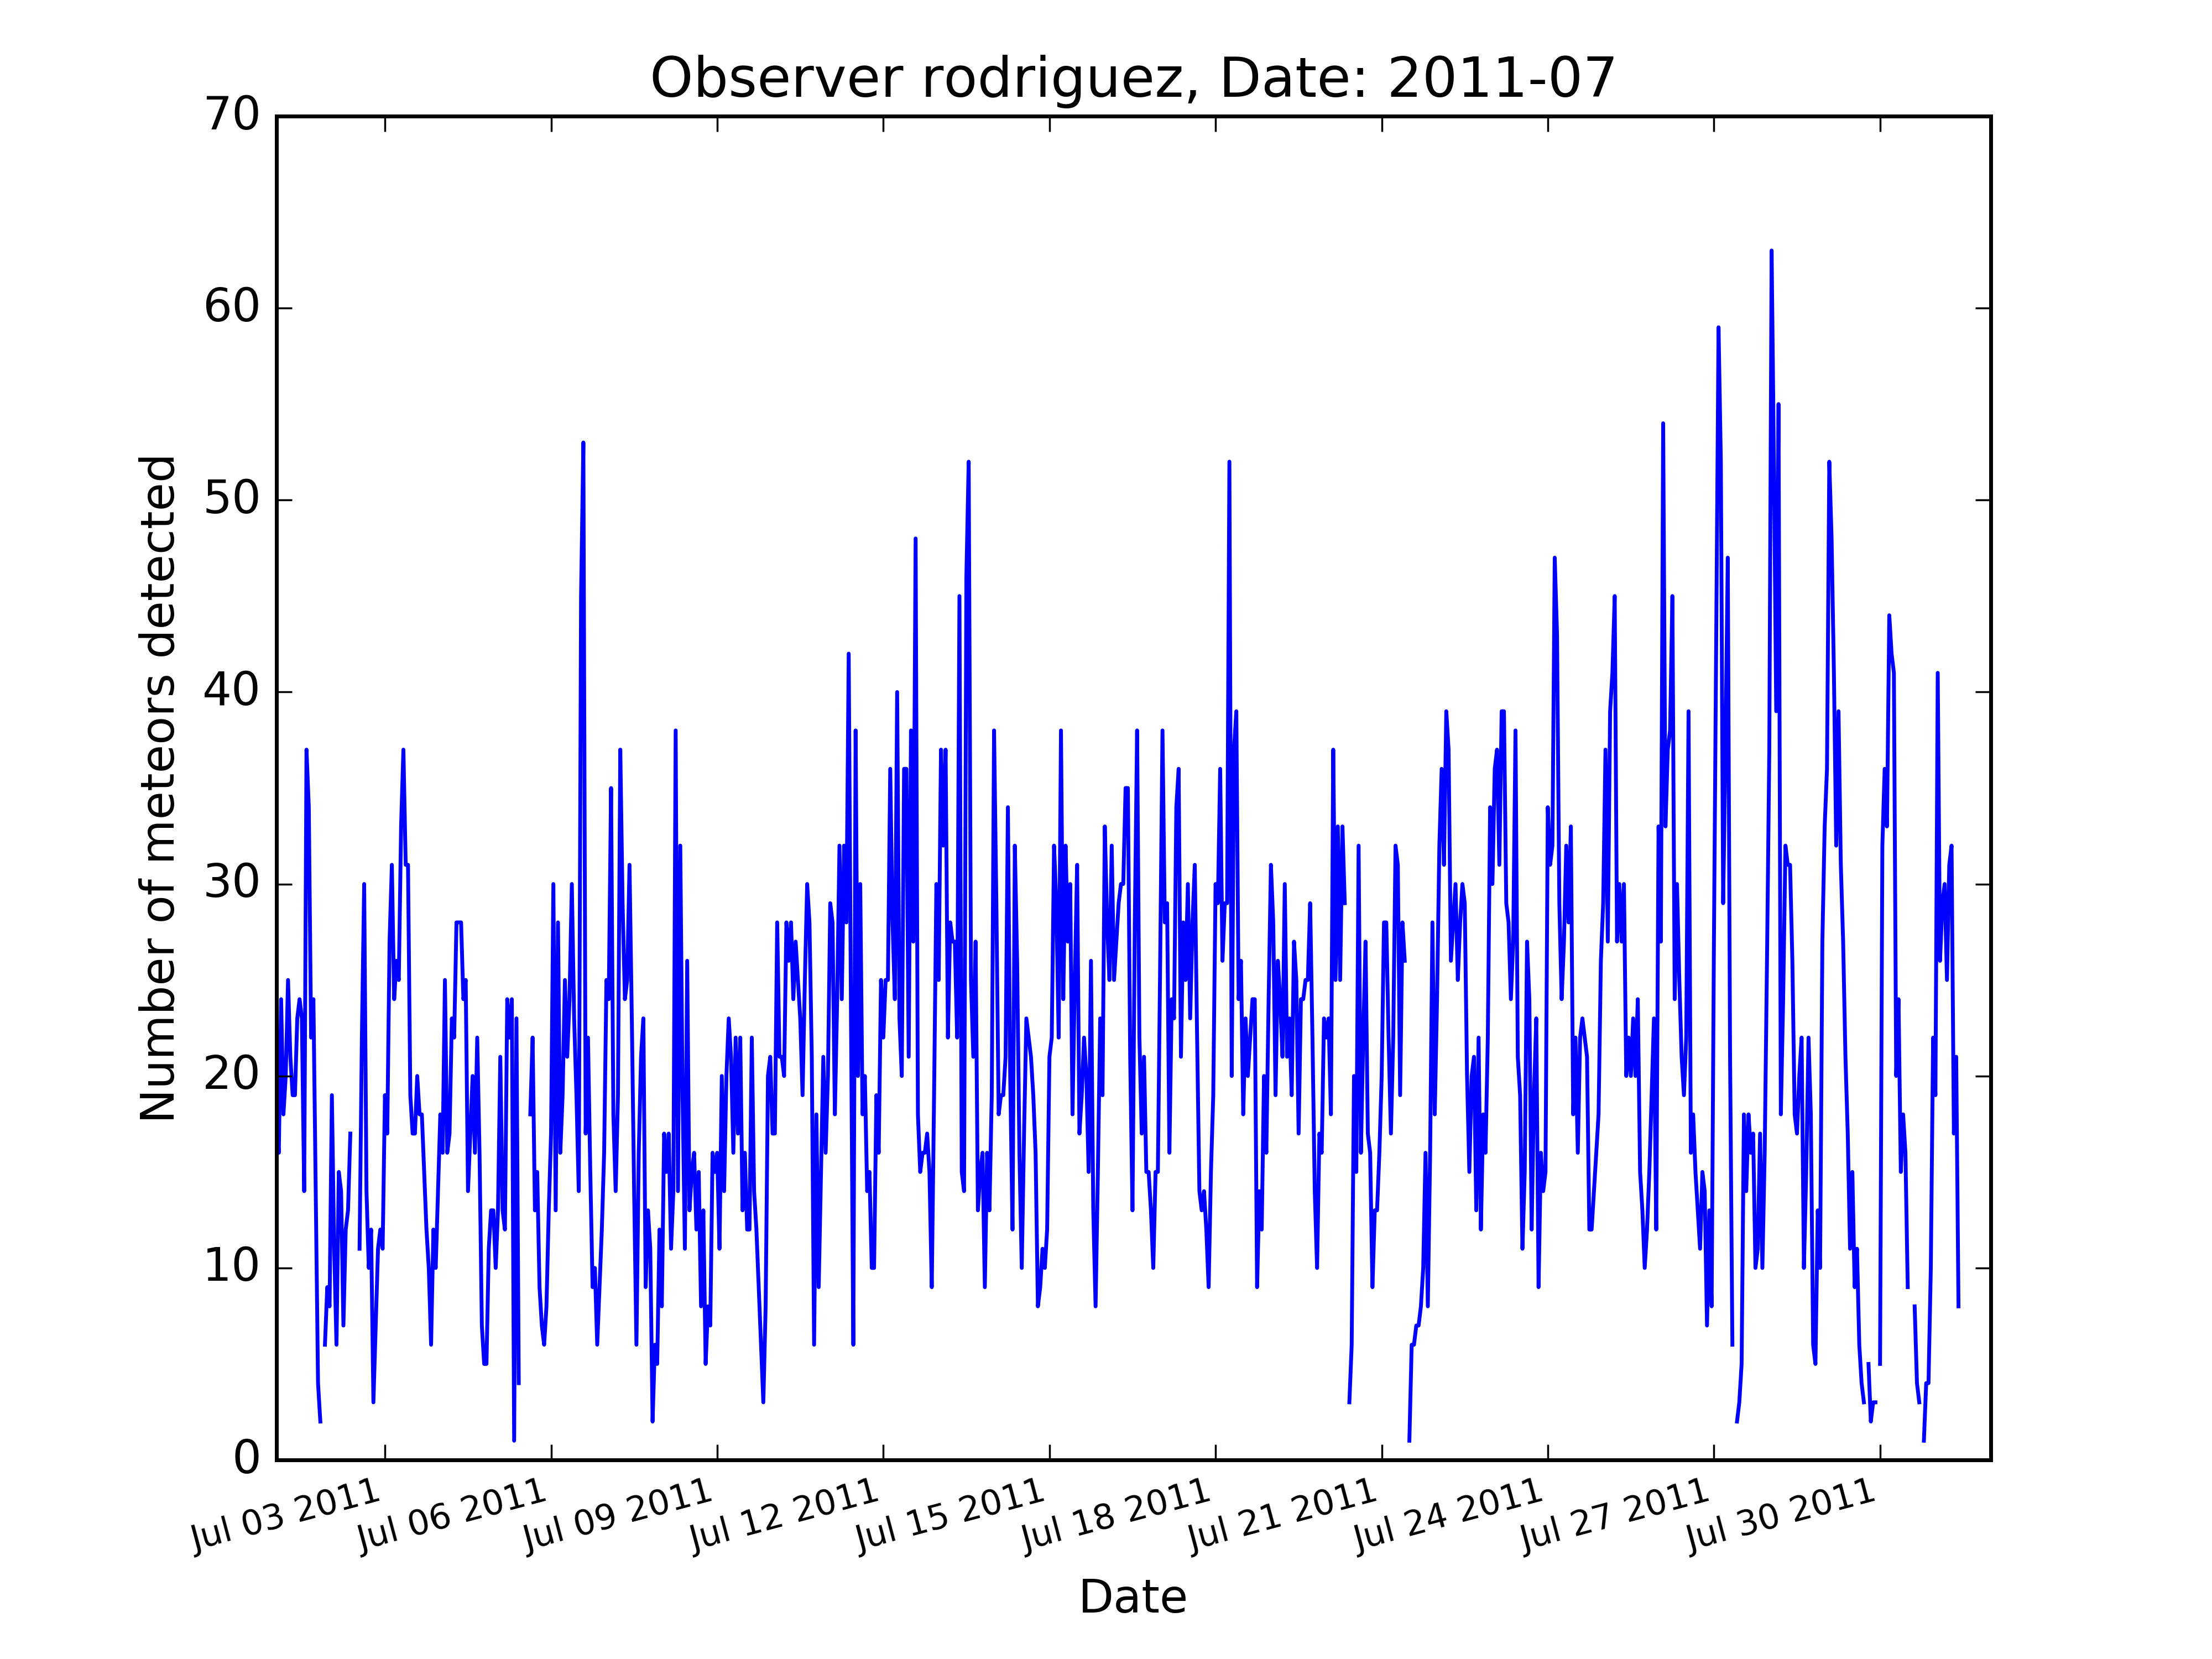 Observer rodriguez, Date: 2011-07
70
60
50
40
30
20
10
0
Number of meteors detected
Jul 03 2011
Jul 06 2011
Jul 09 2011
Jul 12 2011
Jul 15 2011
Jul 18 2011
Jul 21 2011
Jul 24 2011
Jul 27 2011
Jul 30 2011
Date